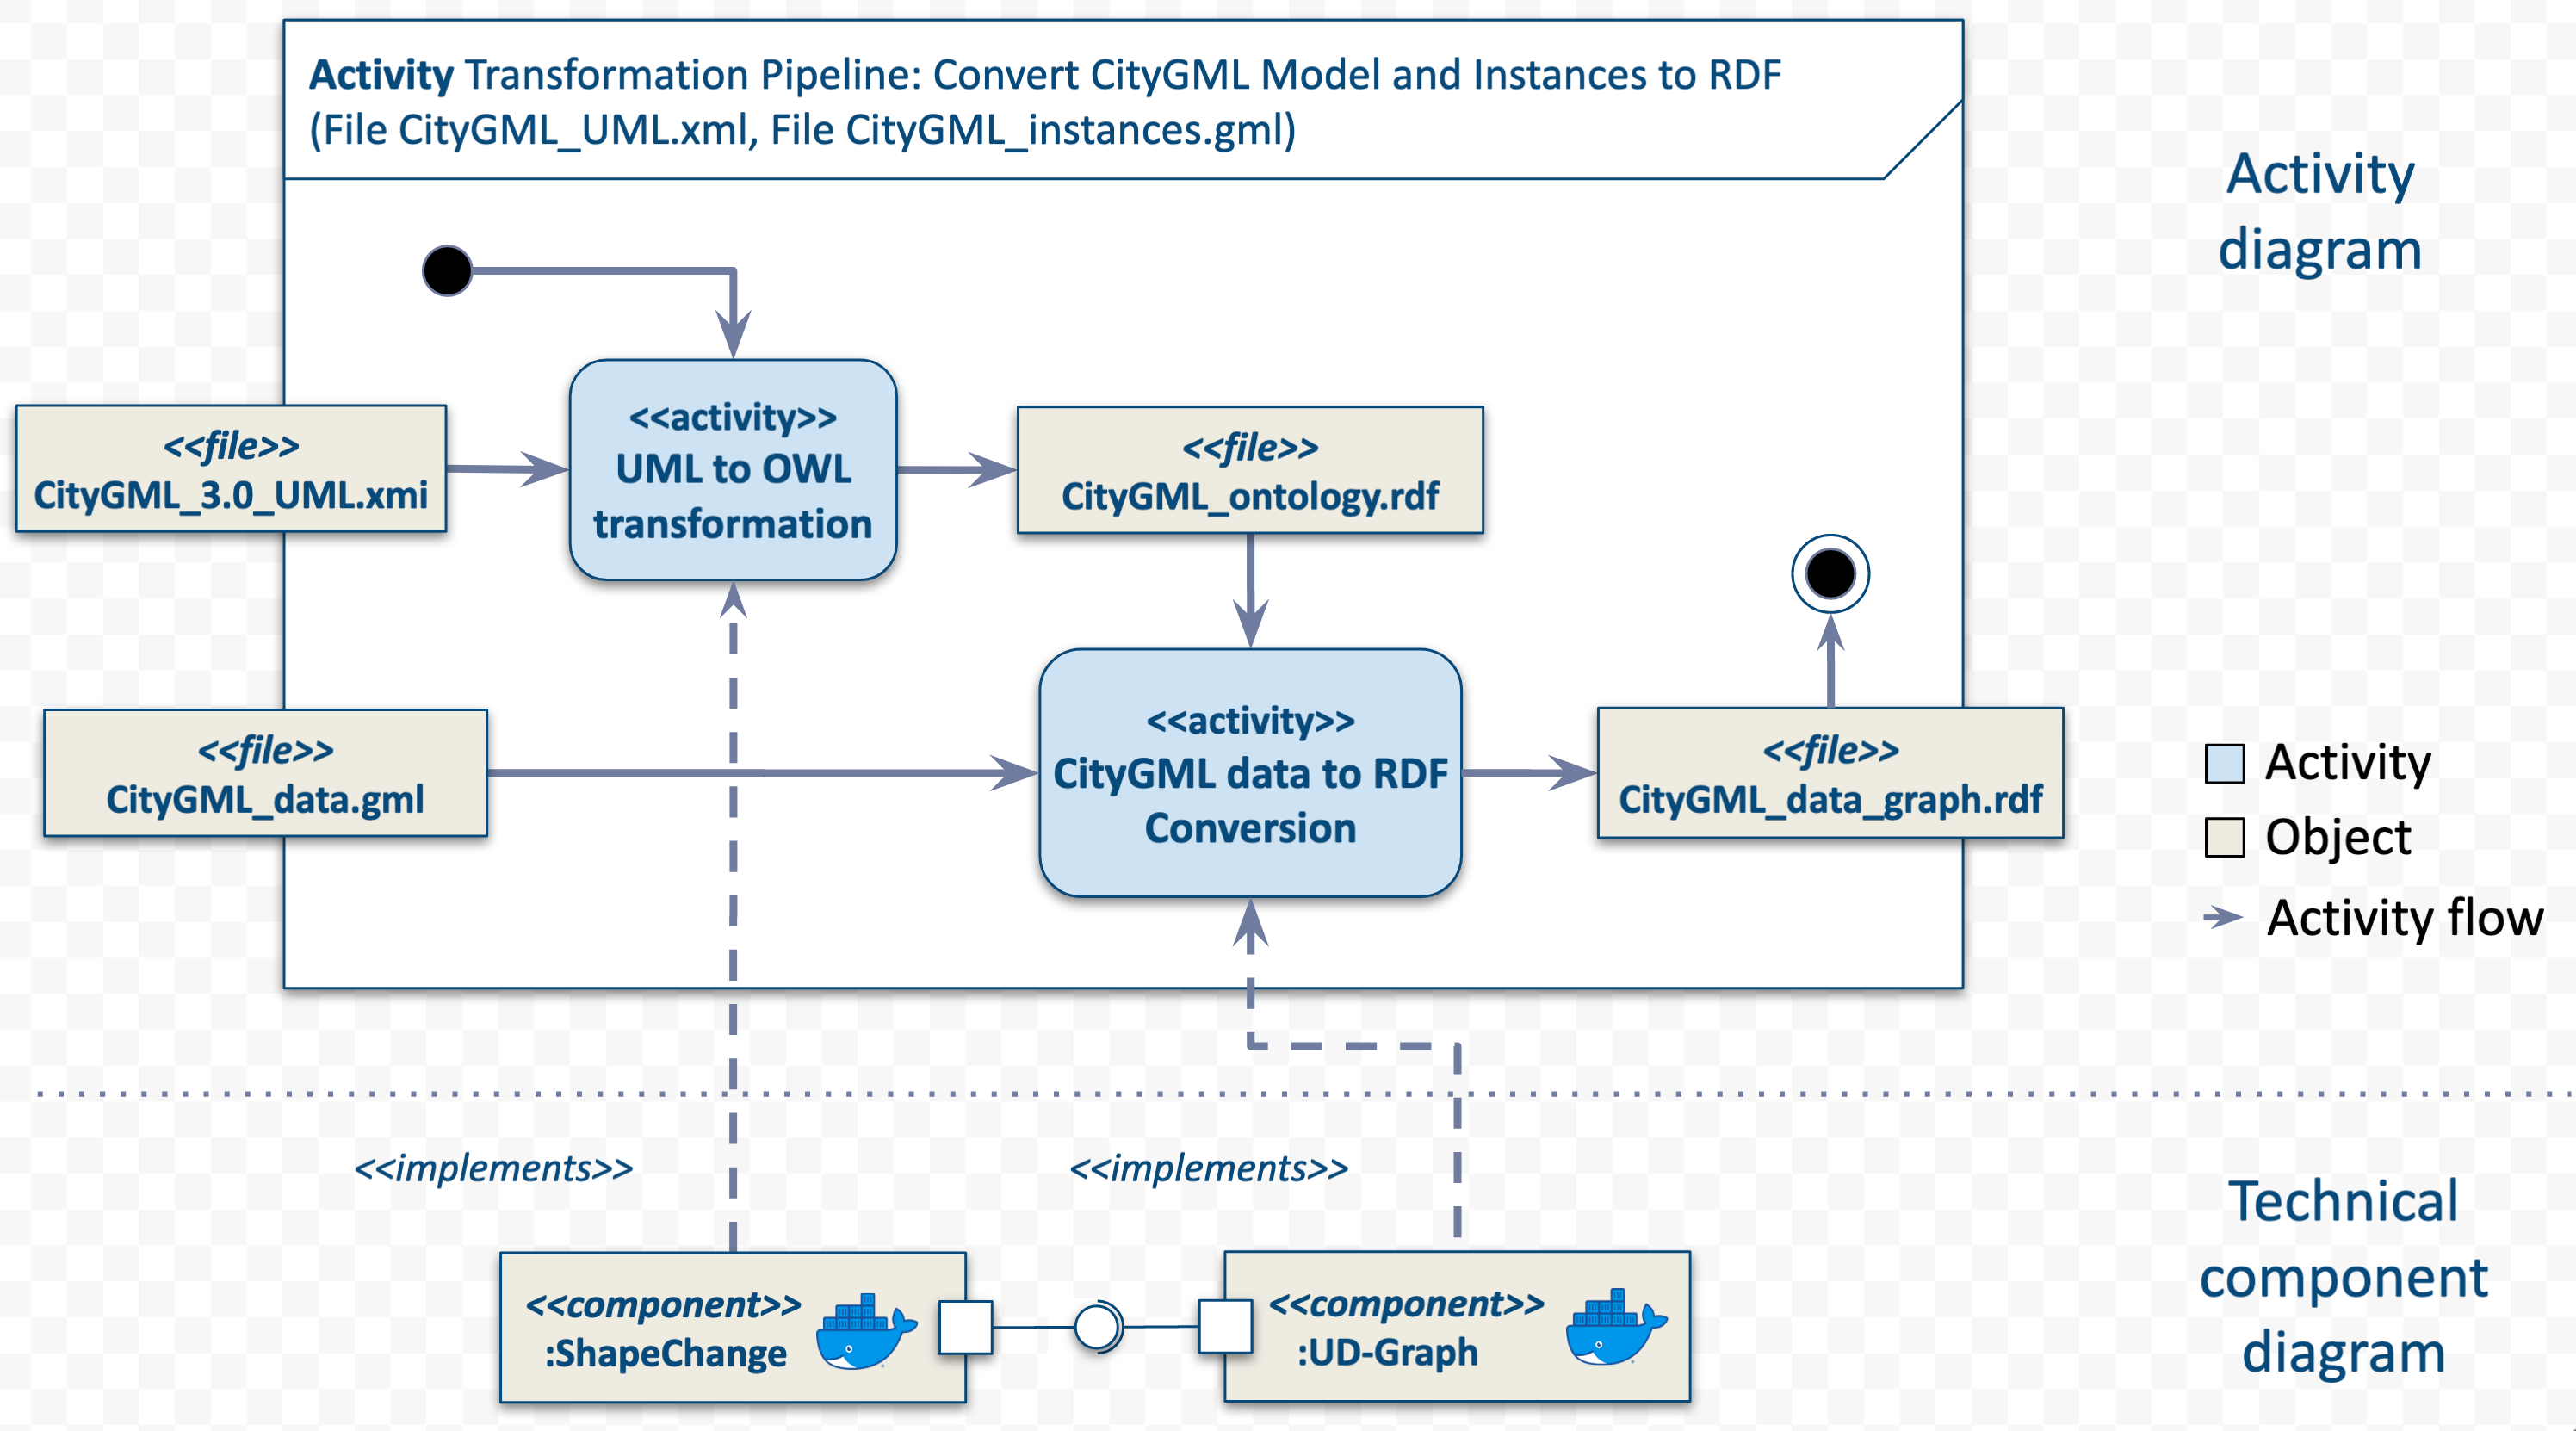 Activity Transformation Pipeline: Convert CityGML Model and Instances to RDF
(File CityGML_UML.xml, File CityGML_instances.gml)
Activity
diagram
<<activity>>
UML to OWL
transformation
<<file>>
CityGML_3.0_UML.xmi
<<file>>
CityGML_ontology.rdf
<<file>>
CityGML_data.gml
<<activity>>
CityGML data to RDF
Conversion
<<file>>
CityGML_data_graph.rdf
Activity
Object
Activity flow
<<implements>>
<<implements>>
Technical
component
diagram
<<component>>
:ShapeChange
<<component>>
:UD-Graph